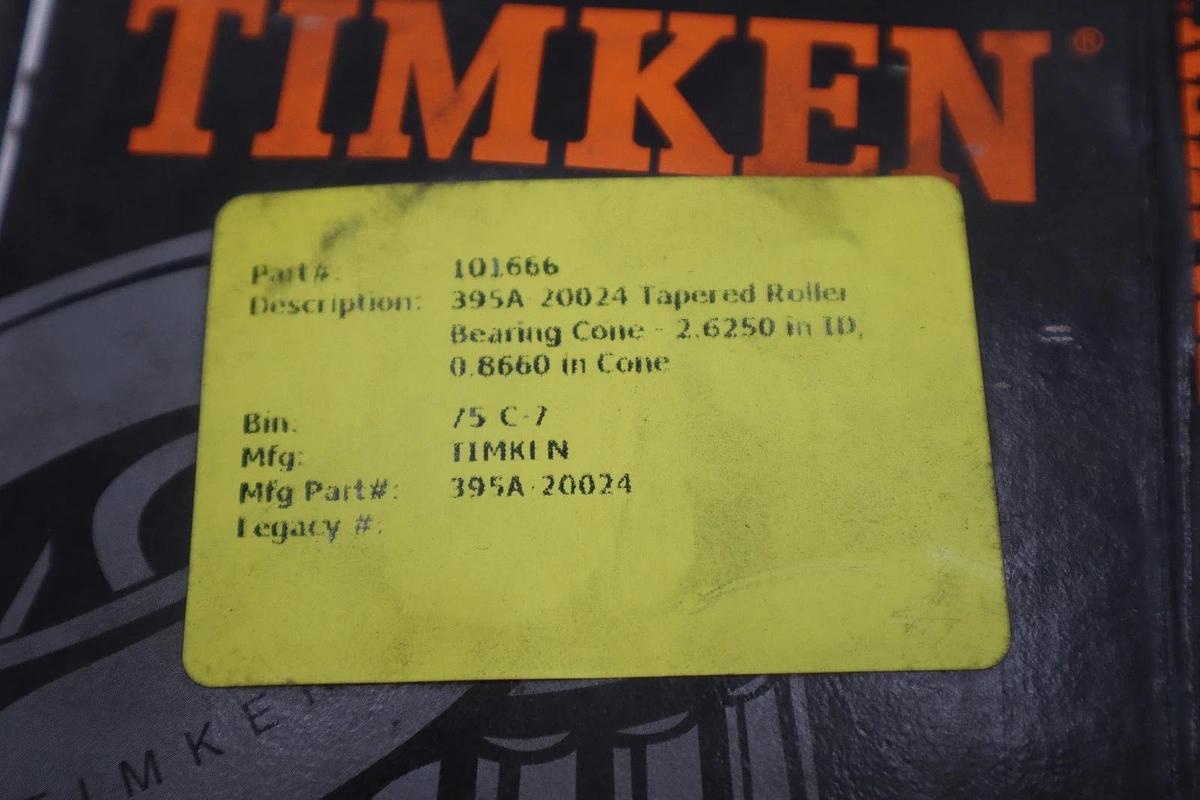 TIMKEN®
Part#: 101666
Description: 395A-20024 Tapered Roller
Bearing Cone - 2.6250 in ID,
0.8660 in Cone
Bin: 75 C-7
Mfg: TIMKEN
Mfg Part#: 395A-20024
Legacy #:
TIMKEN